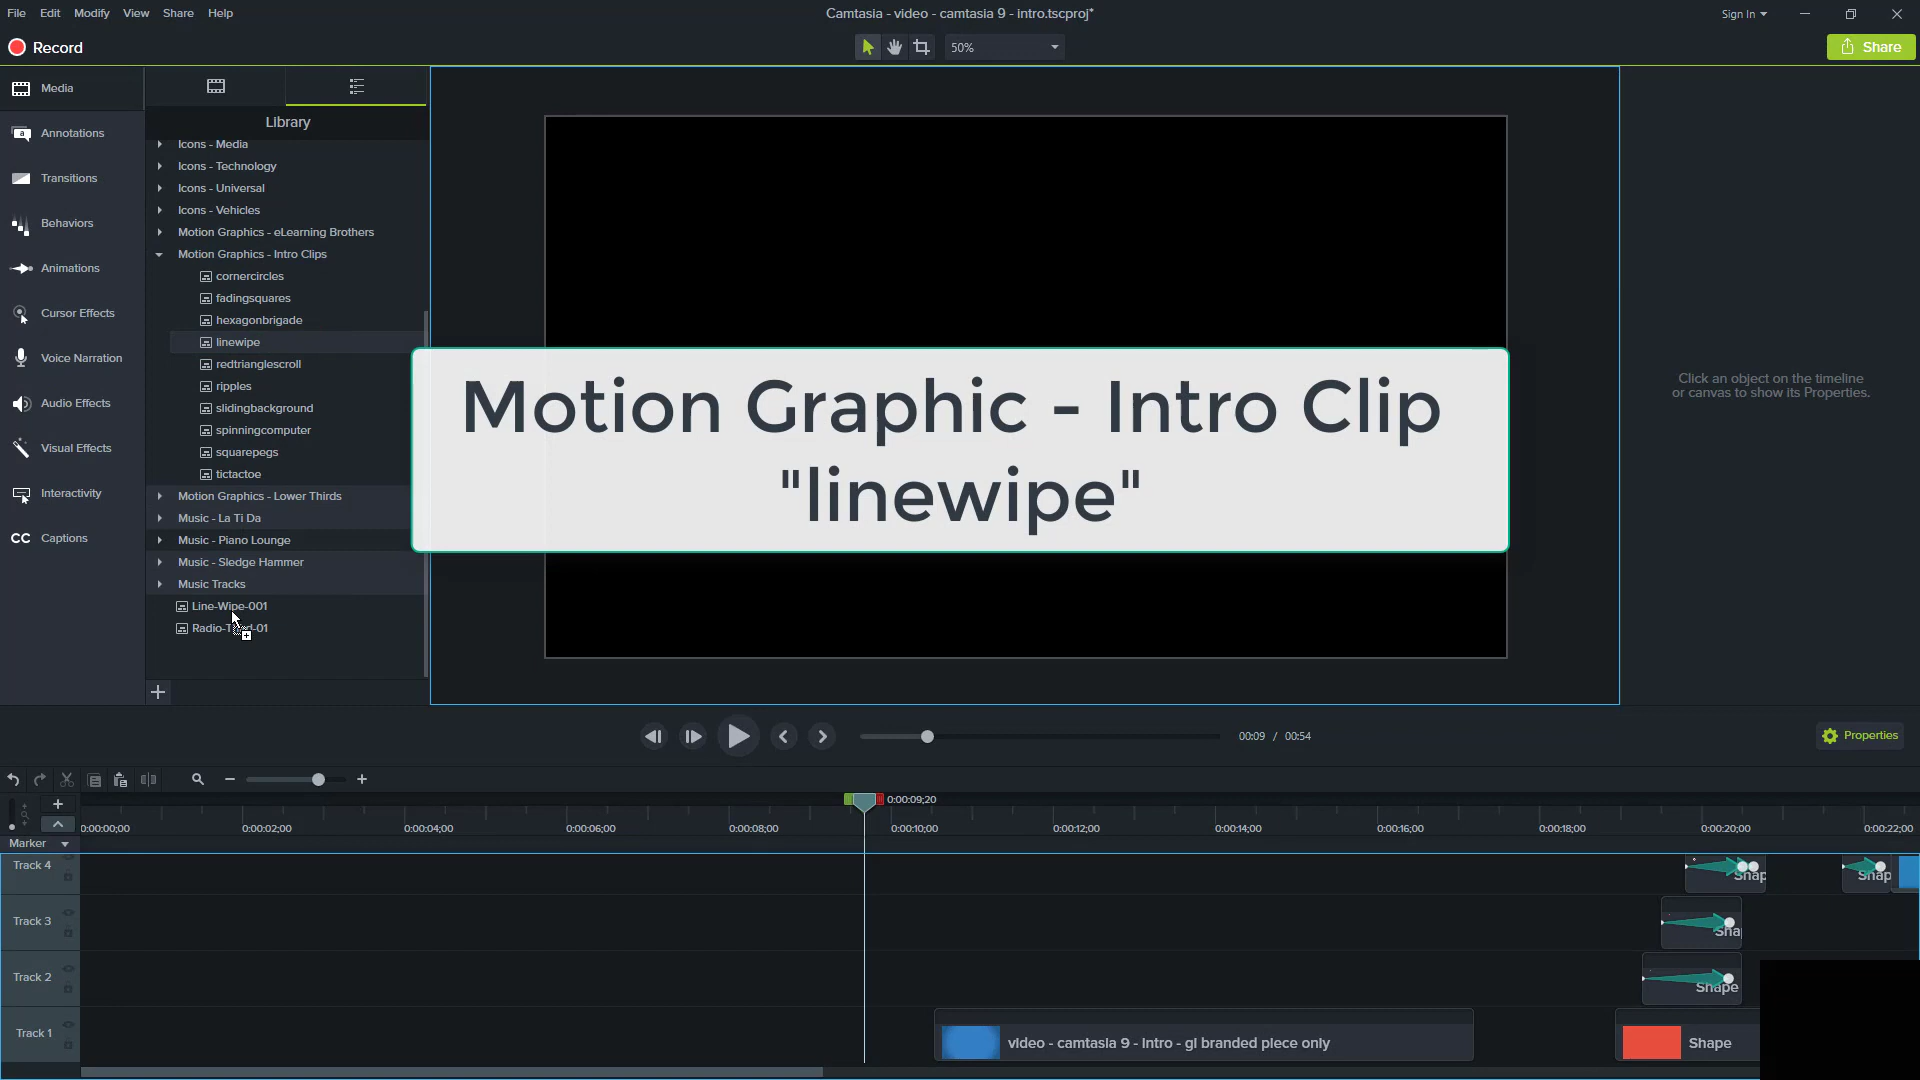 File Edit Modify View Share Help
Camtasia - video - camtasia 9 - intro.tscproj*
Sign In
Record
50%
Share
Media
Annotations
Transitions
Behaviors
Animations
Cursor Effects
Voice Narration
Audio Effects
Visual Effects
Interactivity
CC Captions
Library
Icons - Media
Icons - Technology
Icons - Universal
Icons - Vehicles
Motion Graphics - eLearning Brothers
Motion Graphics - Intro Clips
cornercircles
fadingsquares
hexagonbrigade
linewipe
redtrianglescroll
ripples
slidingbackground
spinningcomputer
squarepegs
tictactoe
Motion Graphics - Lower Thirds
Music - La Ti Da
Music - Piano Lounge
Music - Sledge Hammer
Music Tracks
Line-Wipe-001
Motion Graphic - Intro Clip
"linewipe"
Click an object on the timeline
or canvas to show its Properties.
00:09 / 00:54
Properties
0:00:09;20
0:00:00;00 0:00:02;00 0:00:04;00 0:00:06;00 0:00:08;00 0:00:10;00 0:00:12;00 0:00:14;00 0:00:16;00 0:00:18;00 0:00:20;00 0:00:22;00
Marker
Track 4 Shap Shap
Track 3 Sha
Track 2 Shape
Track 1 video - camtasia 9 - intro - gl branded piece only Shape